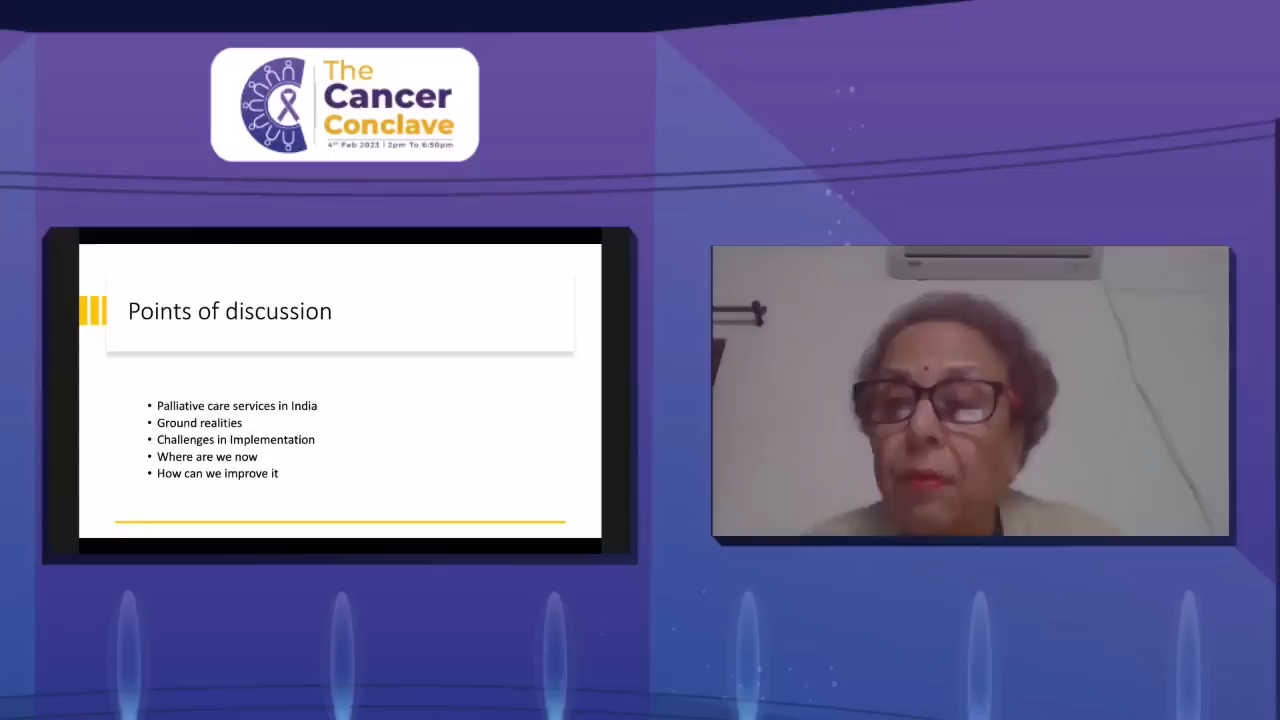 The
Cancer
Conclave
4th Feb 2023 | 2pm To 6:50pm
Points of discussion
• Palliative care services in India
• Ground realities
• Challenges in Implementation
• Where are we now
• How can we improve it